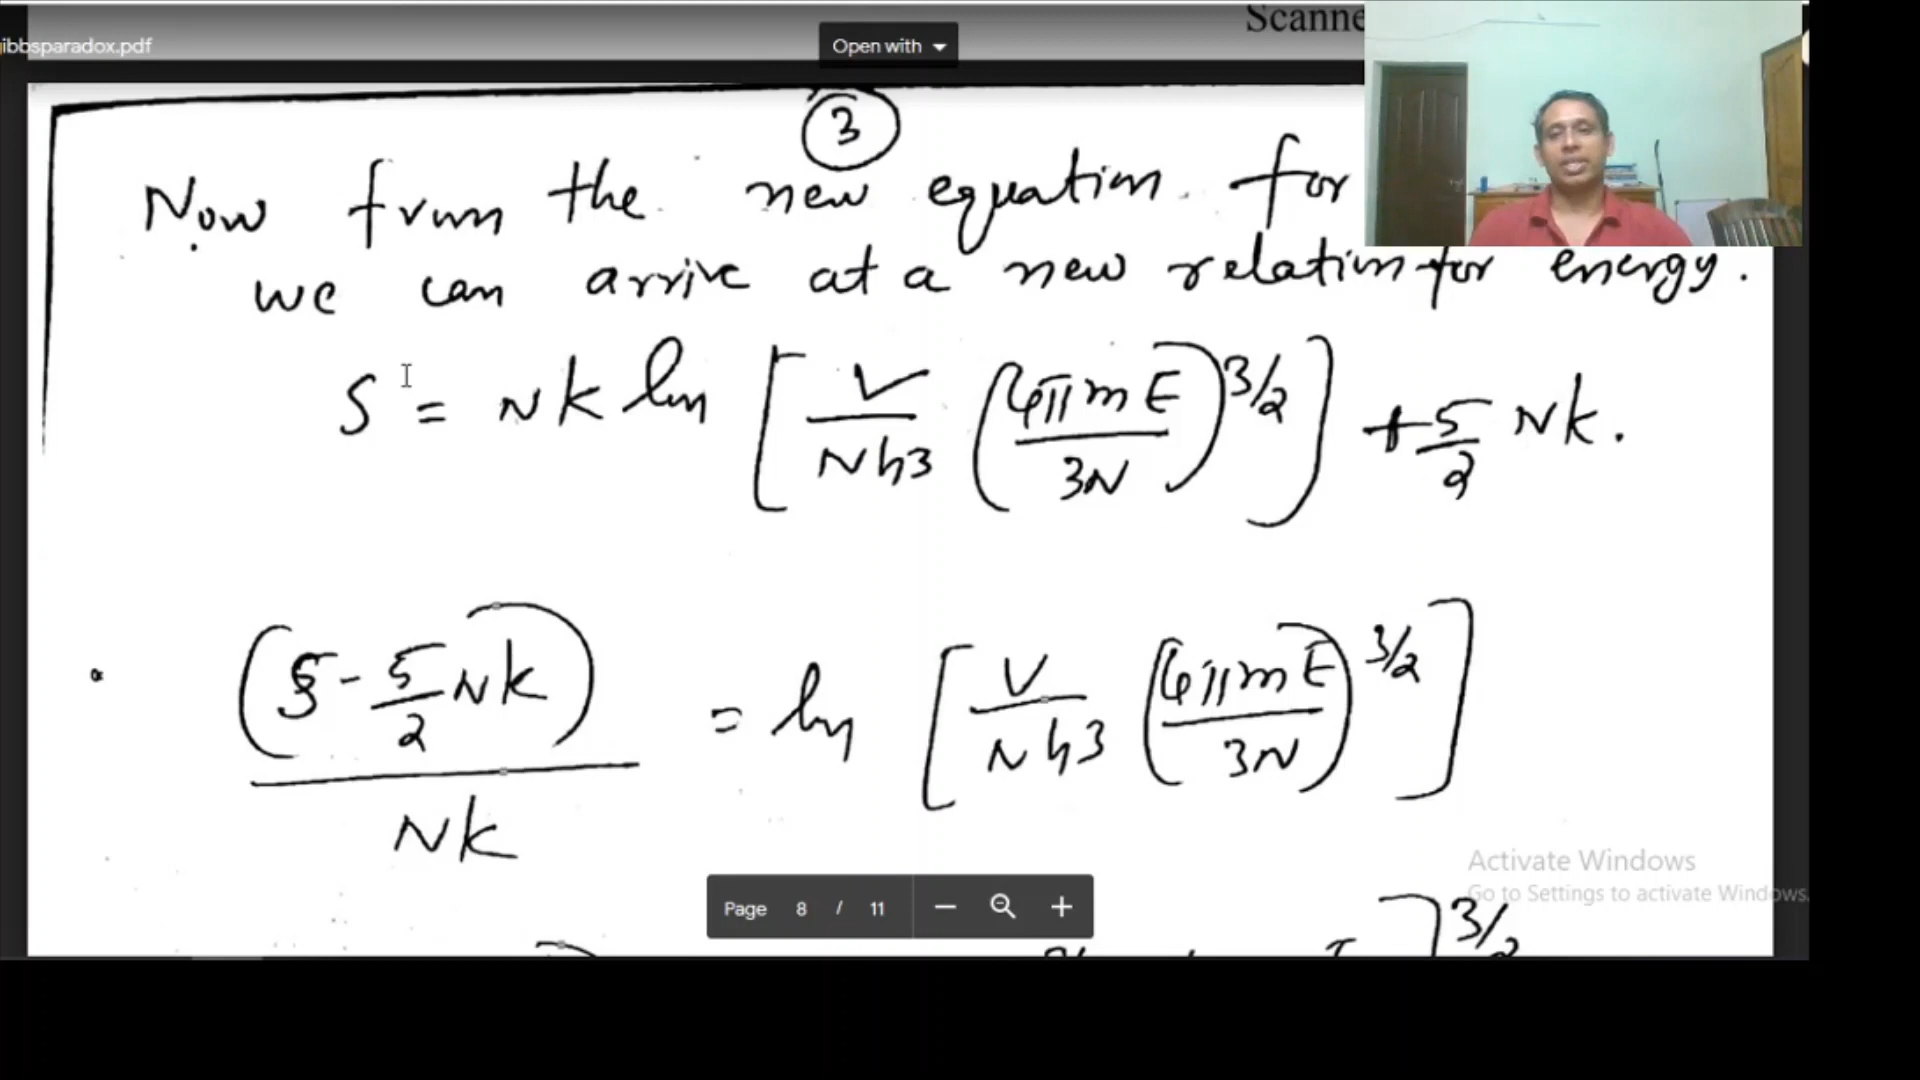 Scanne
ibbsparadox.pdf
Open with
3
Now from the new equation for
we can arrive at a new relation for energy.
S = Nk ln [ V/Nh3 (4πmE/3N)^3/2 ] + 5/2 Nk.
(S - 5/2 Nk)/Nk = ln [ V/Nh3 (4πmE/3N)^3/2 ]
Activate Windows
Go to Settings to activate Windows.
Page 8 / 11
3/2